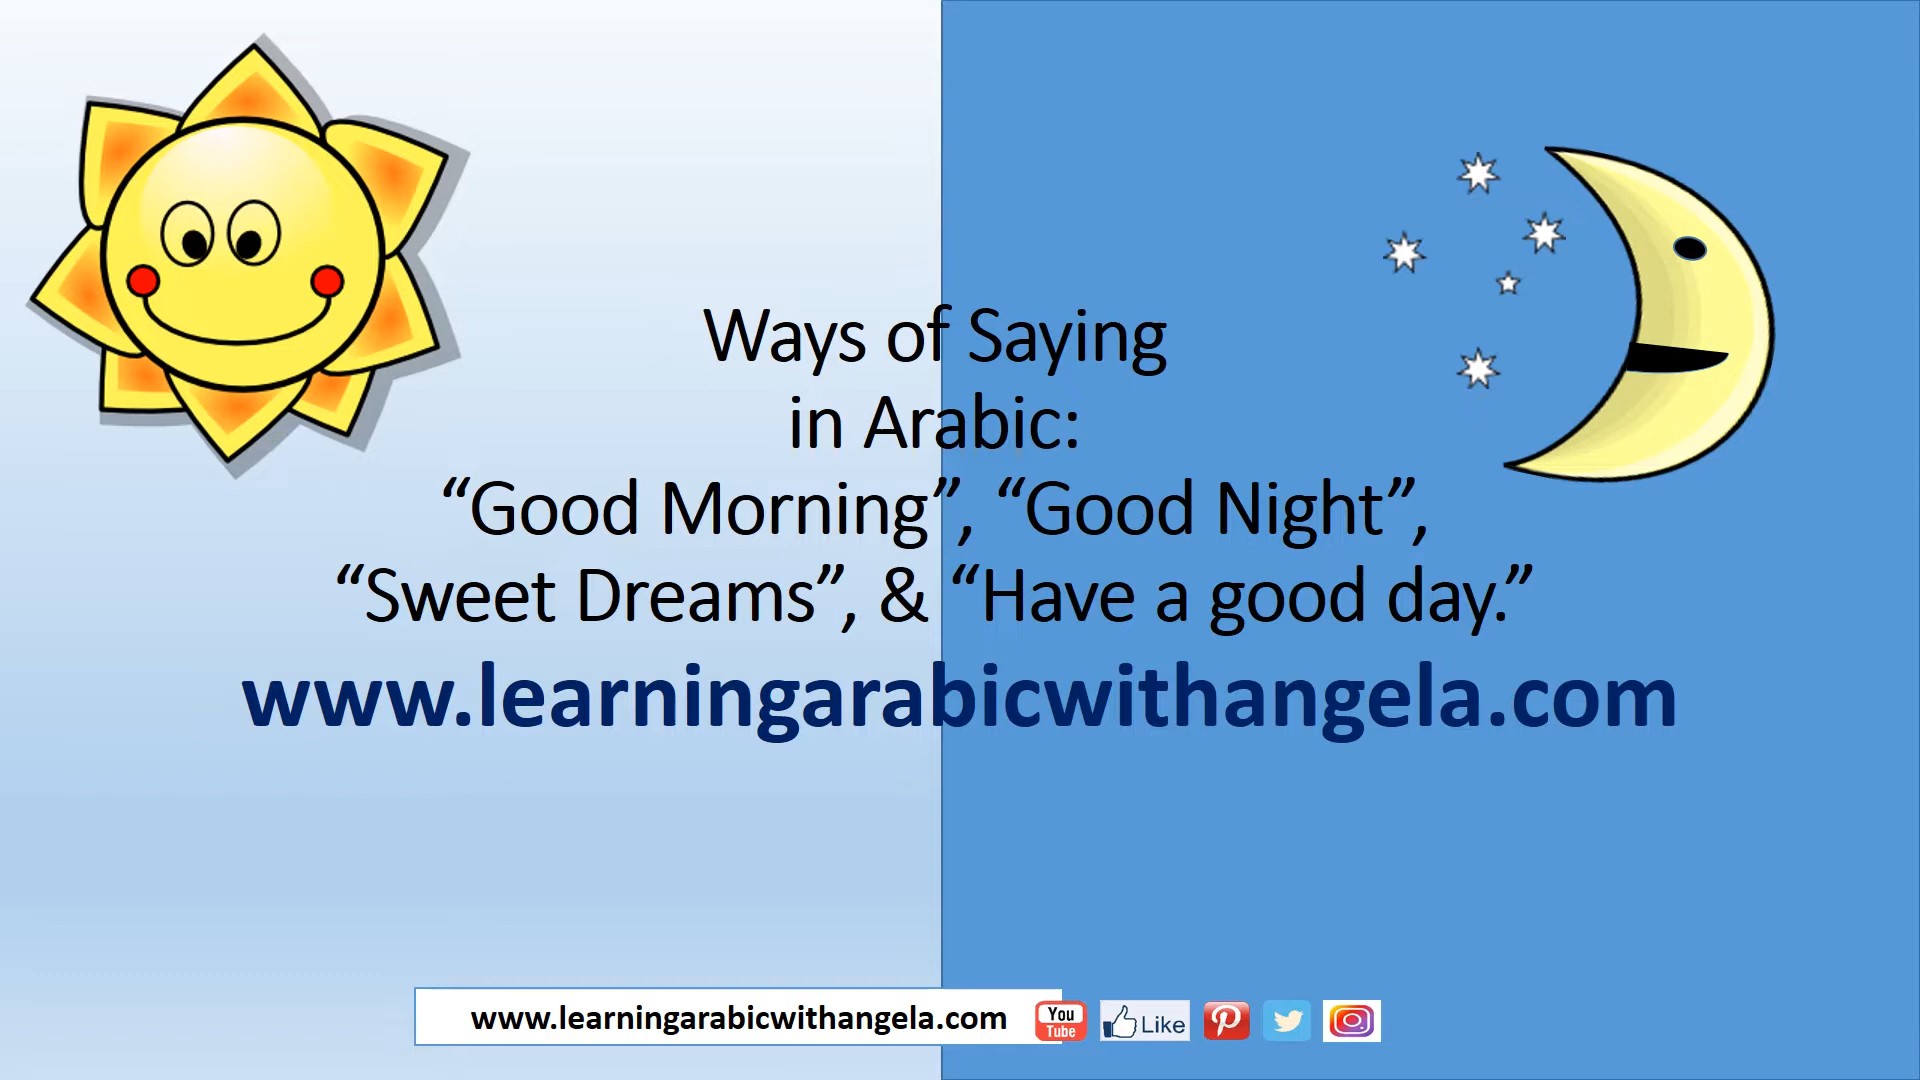 Ways of Saying
in Arabic:
“Good Morning”, “Good Night”,
“Sweet Dreams”, & “Have a good day.”
www.learningarabicwithangela.com
www.learningarabicwithangela.com
You
Tube
Like